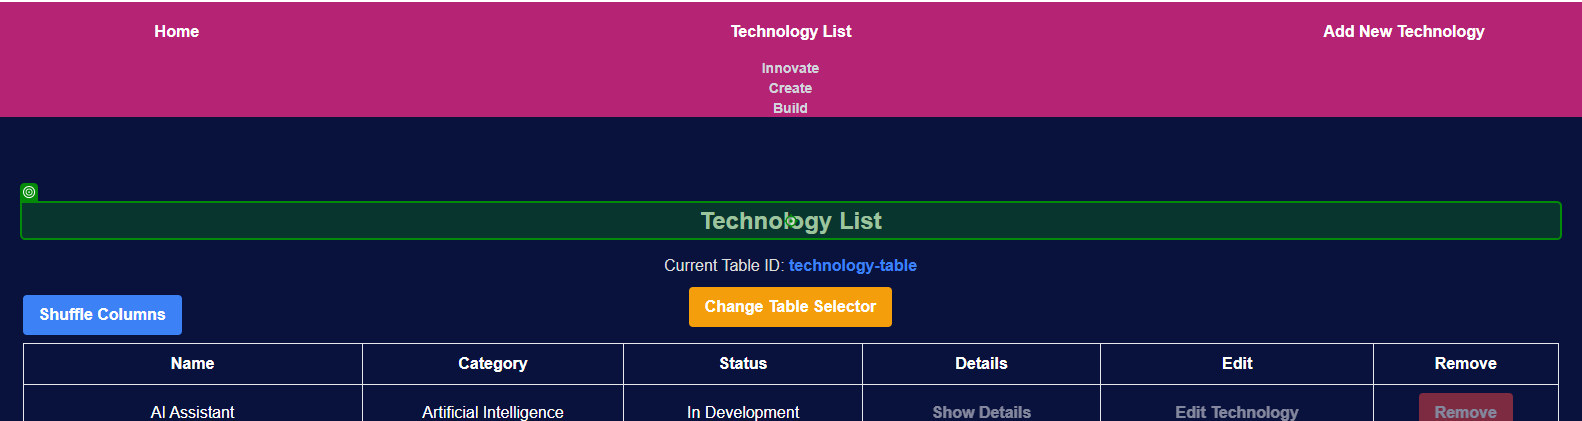 Home Technology List Add New Technology
Innovate
Create
Build
Technology List
Current Table ID: technology-table
Shuffle Columns Change Table Selector
Name Category Status Details Edit Remove
AI Assistant Artificial Intelligence In Development Show Details Edit Technology Remove